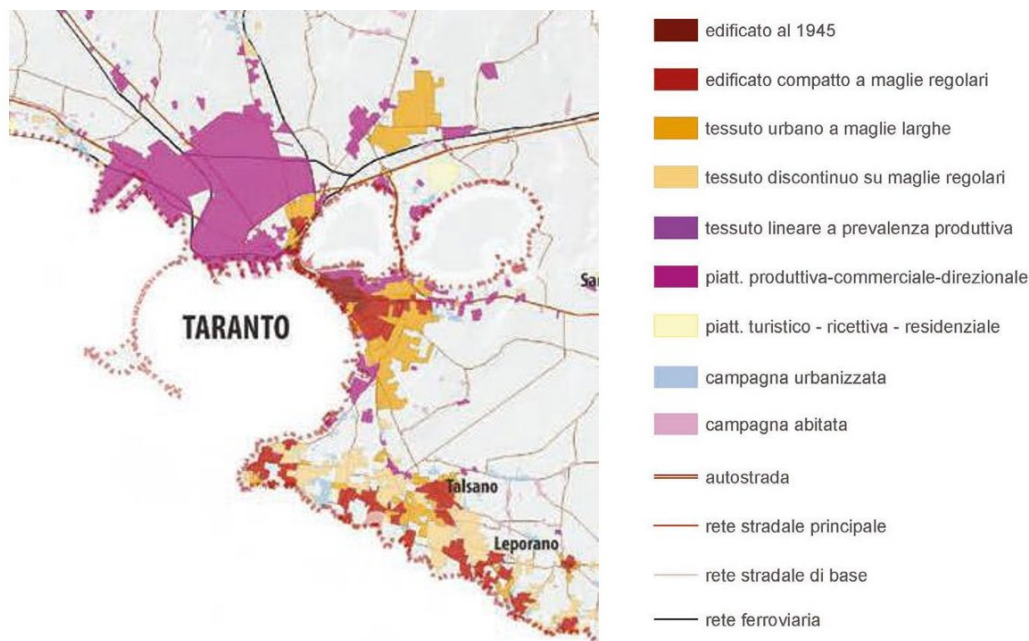 TARANTO
Talsano
Leporano
edificato al 1945
edificato compatto a maglie regolari
tessuto urbano a maglie larghe
tessuto discontinuo su maglie regolari
tessuto lineare a prevalenza produttiva
piatt. produttiva-commerciale-direzionale
piatt. turistico - ricettiva - residenziale
campagna urbanizzata
campagna abitata
autostrada
rete stradale principale
rete stradale di base
rete ferroviaria